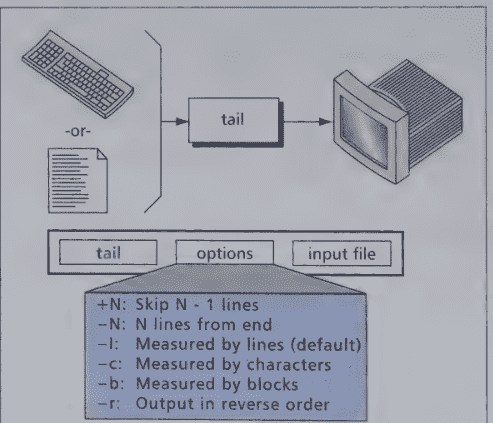 -or-
tail
tail
options
input file
+N: Skip N - 1 lines
–N: N lines from end
–l: Measured by lines (default)
–c: Measured by characters
–b: Measured by blocks
–r: Output in reverse order